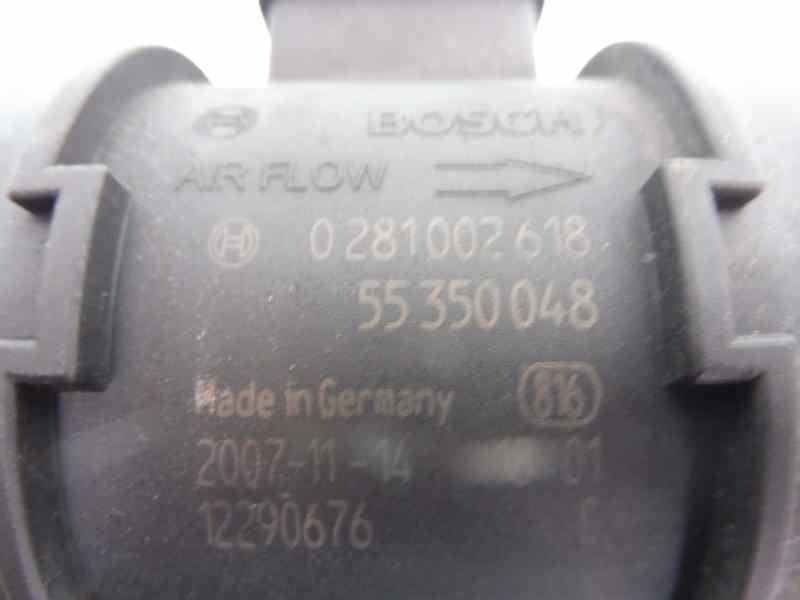 BOSCH
AIR FLOW
0 281 002 618
55 350 048
Made in Germany 816
2007-11-14 01
12290676